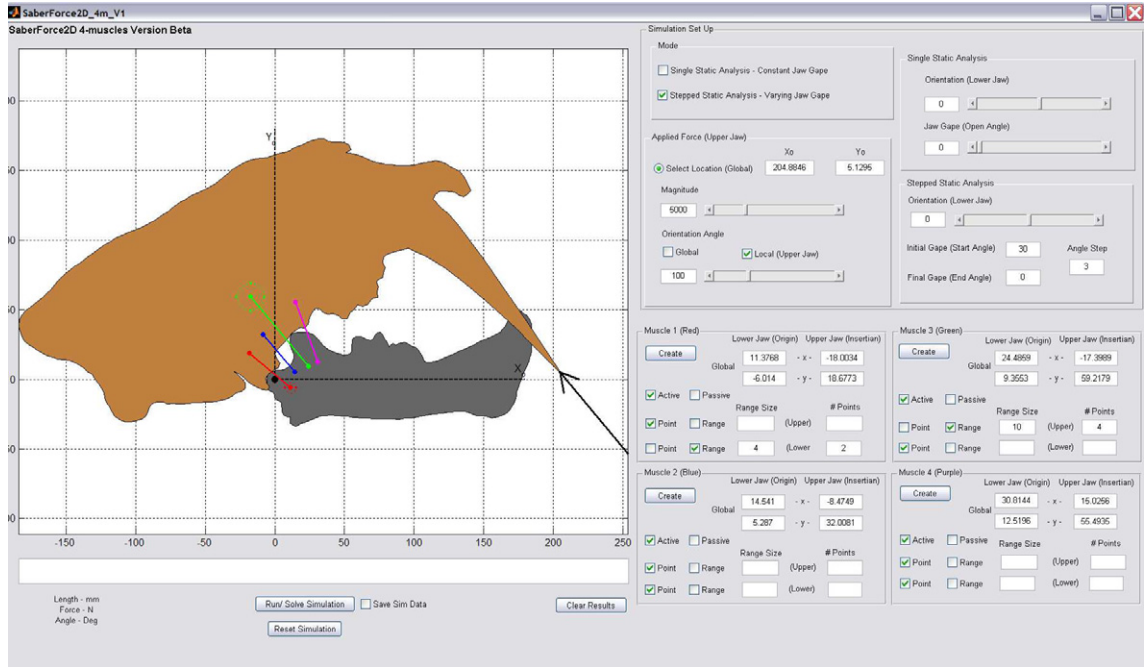 SaberForce2D_4m_V1
SaberForce2D 4-muscles Version Beta
Y
X
-150 -100 -50 0 50 100 150 200 250
Length - mm
Force - N
Angle - Deg
Run/ Solve Simulation
Save Sim Data
Clear Results
Reset Simulation
Simulation Set Up
Mode
Single Static Analysis - Constant Jaw Gape
Stepped Static Analysis - Varying Jaw Gape
Applied Force (Upper Jaw)
Xo Yo
Select Location (Global) 204.8846 5.1295
Magnitude
5000
Orientation Angle
Global Local (Upper Jaw)
100
Single Static Analysis
Orientation (Lower Jaw)
0
Jaw Gape (Open Angle)
0
Stepped Static Analysis
Orientation (Lower Jaw)
0
Initial Gape (Start Angle) 30 Angle Step
Final Gape (End Angle) 0 3
Muscle 1 (Red)
Lower Jaw (Origin) Upper Jaw (Insertian)
Create
Global 11.3768 - x - -18.0034
-6.014 - y - 18.6773
Active Passive
Range Size # Points
Point Range (Upper)
Point Range 4 (Lower 2
Muscle 3 (Green)
Lower Jaw (Origin) Upper Jaw (Insertian)
Create
Global 24.4859 - x - -17.3989
9.3553 - y - 59.2179
Active Passive
Range Size # Points
Point Range 10 (Upper) 4
Point Range (Lower)
Muscle 2 (Blue)
Lower Jaw (Origin) Upper Jaw (Insertian)
Create
Global 14.541 - x - -8.4749
5.287 - y - 32.0081
Active Passive
Range Size # Points
Point Range (Upper)
Point Range (Lower)
Muscle 4 (Purple)
Lower Jaw (Origin) Upper Jaw (Insertian)
Create
Global 30.8144 - x - 15.0256
12.5196 - y - 55.4935
Active Passive
Range Size # Points
Point Range (Upper)
Point Range (Lower)